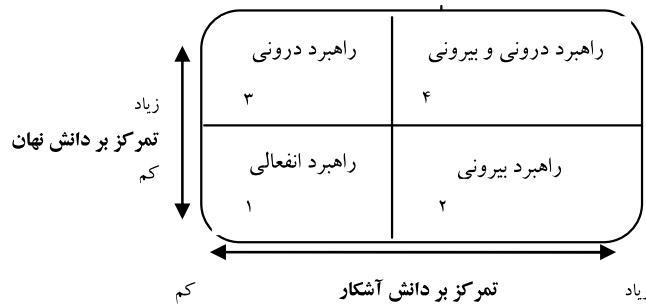 راهبرد درونی و بیرونی
۴
راهبرد درونی
۳
زیاد
تمرکز بر دانش نهان
کم
راهبرد بیرونی
۲
راهبرد انفعالی
۱
زیاد
تمرکز بر دانش آشکار
کم